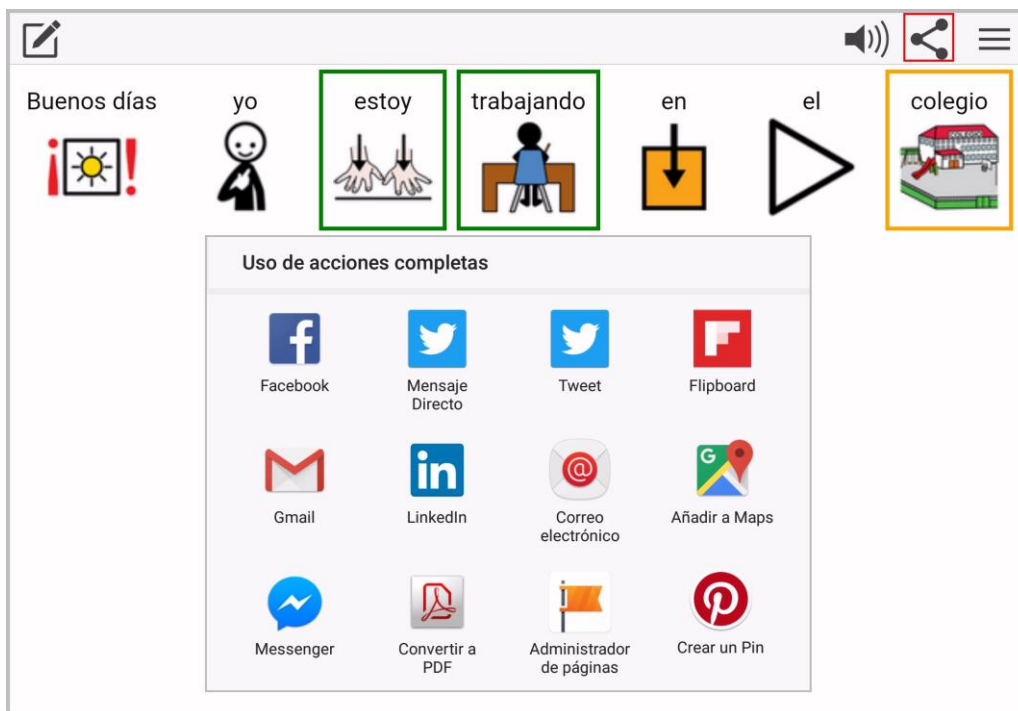 Buenos días yo estoy trabajando en el colegio
COLEGIO
Uso de acciones completas
Facebook Mensaje Directo Tweet Flipboard
Gmail LinkedIn Correo electrónico Añadir a Maps
Messenger Convertir a PDF Administrador de páginas Crear un Pin